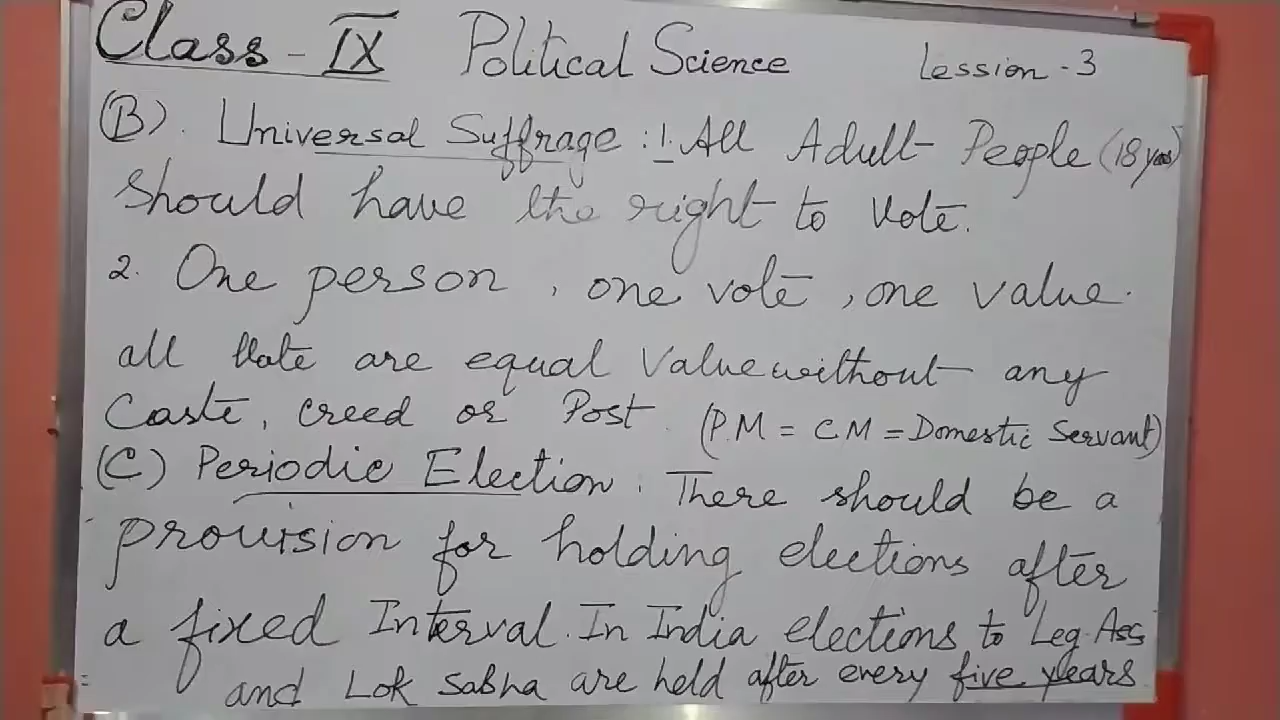 Class - IX Political Science Lession - 3
(B). Universal Suffrage : 1. All Adult People (18 years)
should have the right to Vote.
2. One person, one vote, one value.
all Vote are equal Value without any
Caste, creed or Post. (P.M = C.M = Domestic Servant)
(C) Periodic Election. There should be a
provision for holding elections after
a fixed Interval. In India elections to Leg. Ass
and Lok Sabha are held after every five years